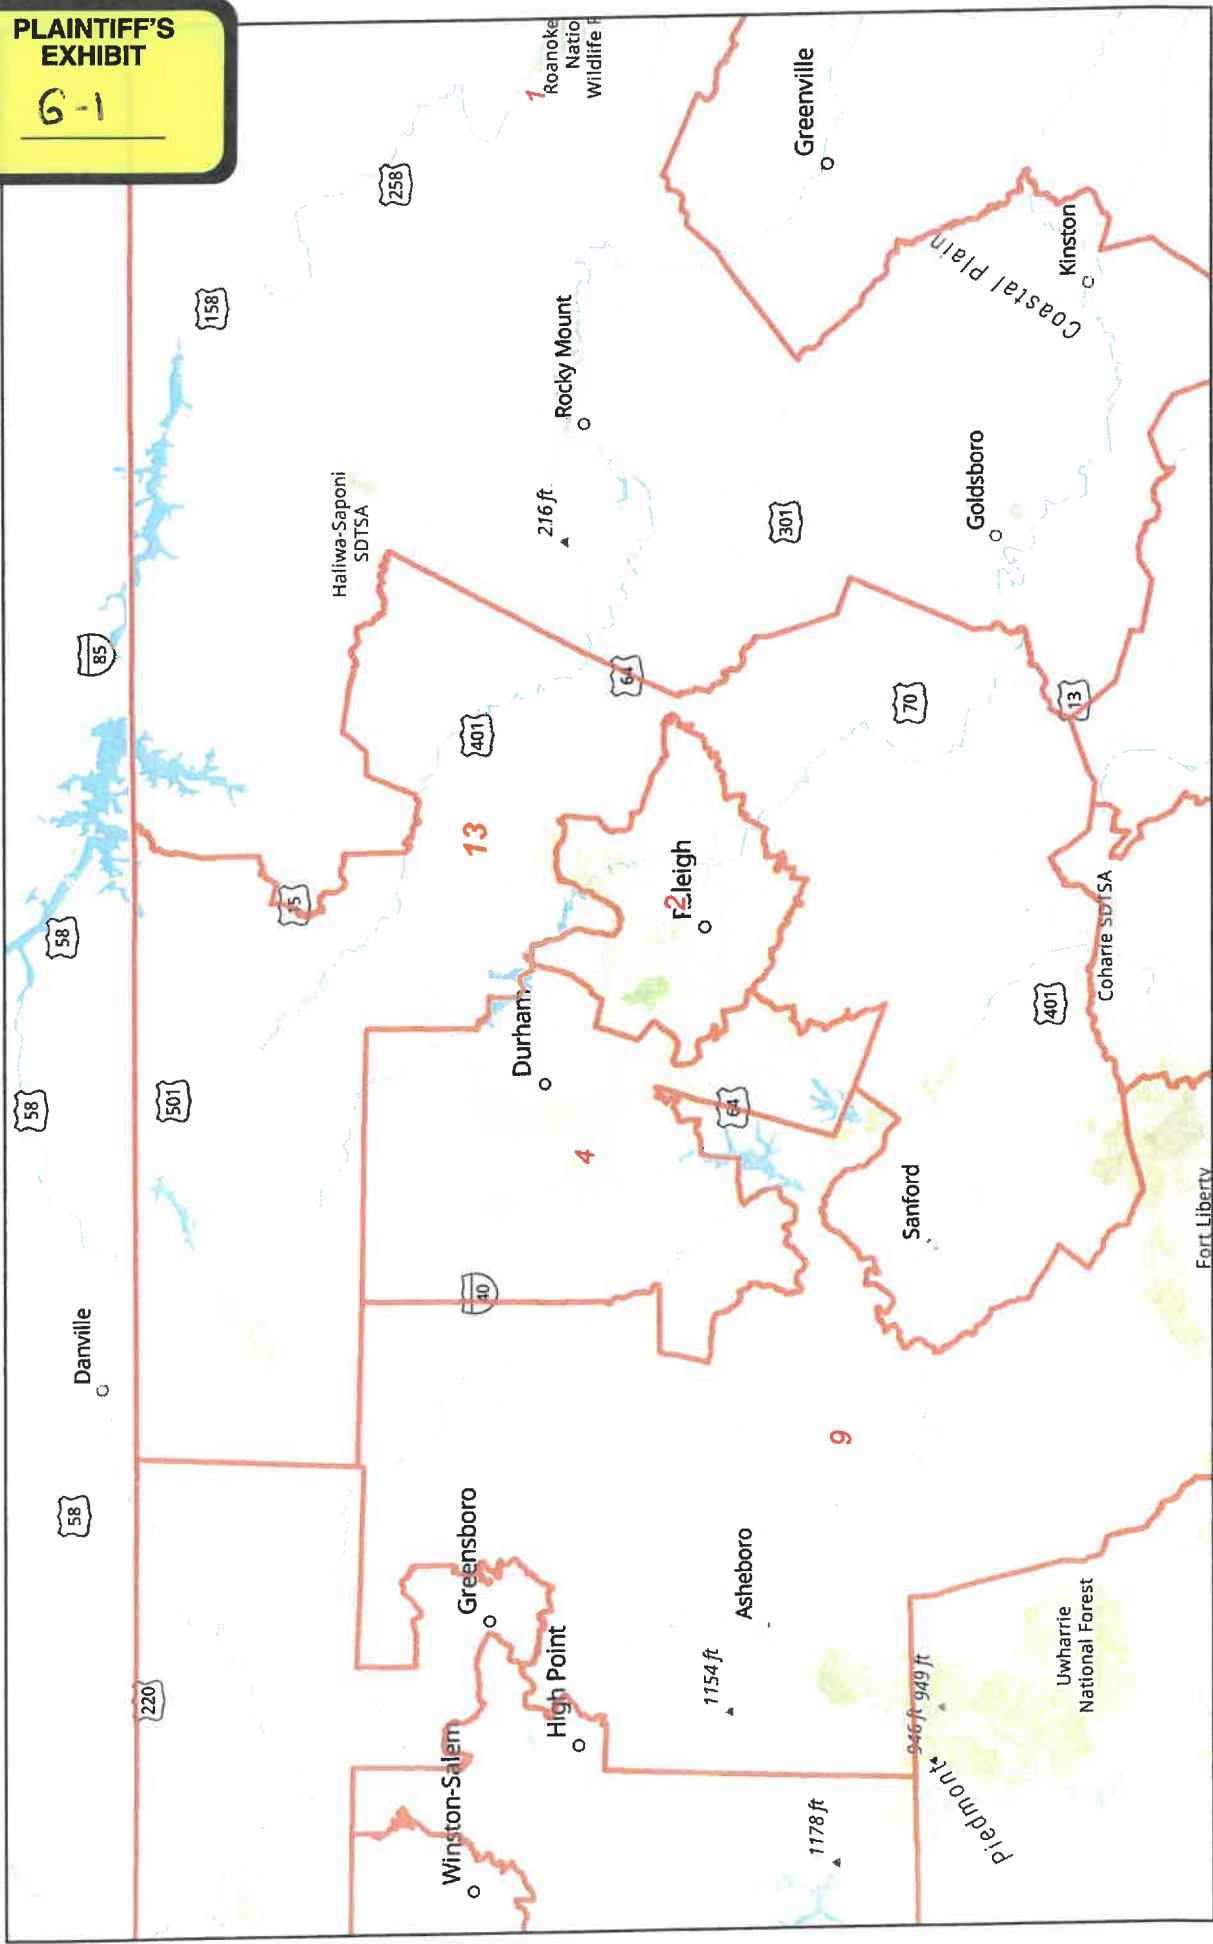 PLAINTIFF'S
EXHIBIT
6-1
58
Danville
58
58
85
220
501
15
158
Haliwa-Saponi
SDTSA
258
1
Roanoke
Natio
Wildlife R
Winston-Salem
Greensboro
High Point
40
Durham
4
13
401
216 ft
Rocky Mount
64
1154 ft
Asheboro
64
Raleigh
2
301
Greenville
1178 ft
9
Sanford
70
Goldsboro
Coastal Plain
Kinston
946 ft
949 ft
Piedmont
Uwharrie
National Forest
401
Coharie SDTSA
13
Fort Liberty